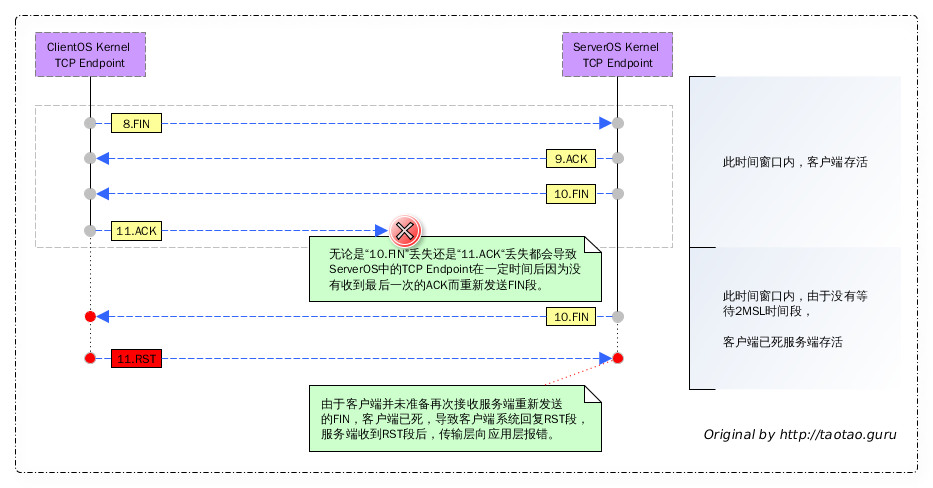 ClientOS Kernel
TCP Endpoint
ServerOS Kernel
TCP Endpoint
8.FIN
9.ACK
此时间窗口内，客户端存活
10.FIN
11.ACK
无论是“10.FIN”丢失还是“11.ACK”丢失都会导致
ServerOS中的TCP Endpoint在一定时间后因为没
有收到最后一次的ACK而重新发送FIN段。
此时间窗口内，由于没有等
待2MSL时间段，
客户端已死服务端存活
10.FIN
11.RST
由于客户端并未准备再次接收服务端重新发送
的FIN，客户端已死，导致客户端系统回复RST段，
服务端收到RST段后，传输层向应用层报错。
Original by http://taotao.guru